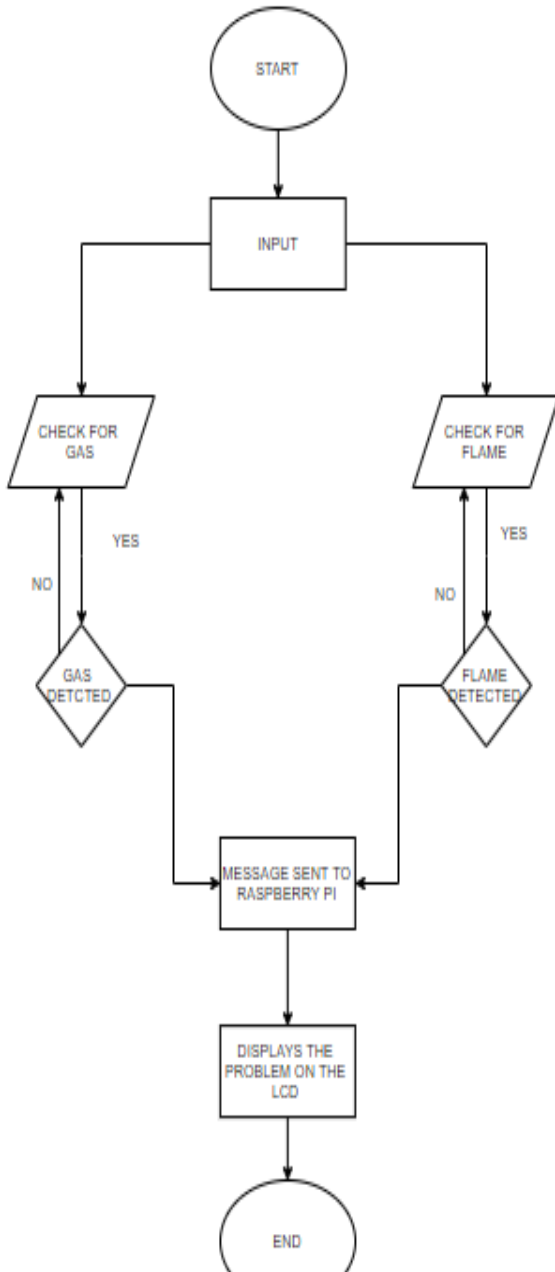 START
INPUT
CHECK FOR
GAS
CHECK FOR
FLAME
YES
YES
NO
NO
GAS
DETCTED
FLAME
DETECTED
MESSAGE SENT TO
RASPBERRY PI
DISPLAYS THE
PROBLEM ON THE
LCD
END